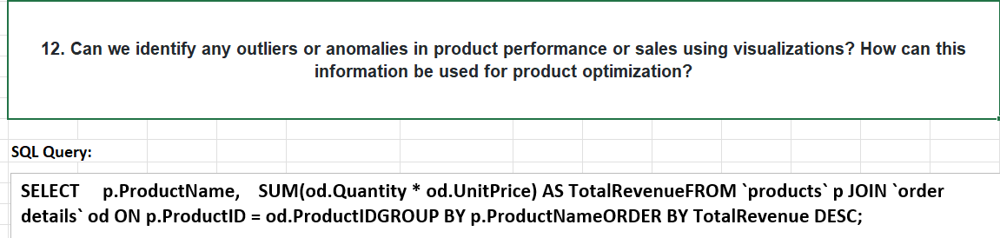 12. Can we identify any outliers or anomalies in product performance or sales using visualizations? How can this
information be used for product optimization?
SQL Query:
SELECT p.ProductName, SUM(od.Quantity * od.UnitPrice) AS TotalRevenueFROM `products` p JOIN `order
details` od ON p.ProductID = od.ProductIDGROUP BY p.ProductNameORDER BY TotalRevenue DESC;